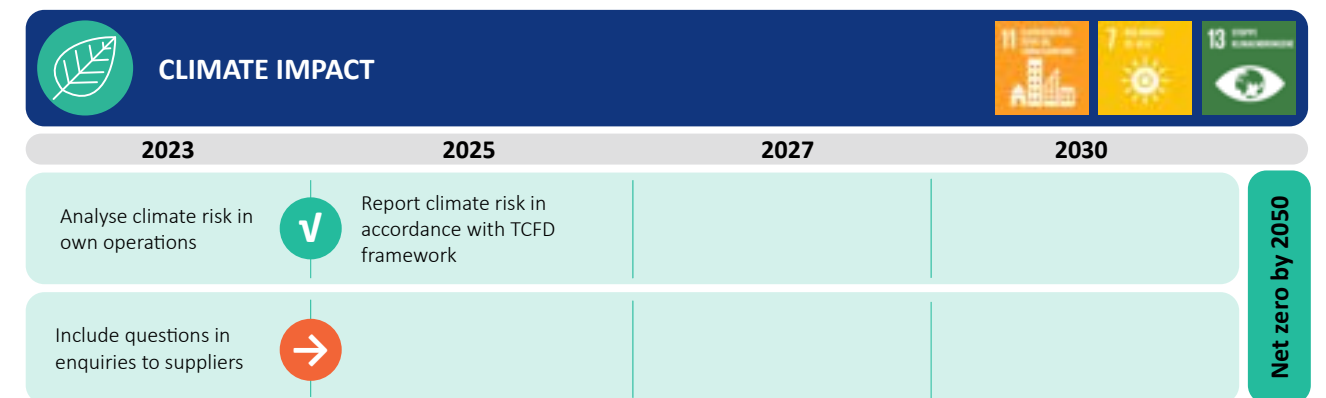 CLIMATE IMPACT
11
7
13
2023 2025 2027 2030
Analyse climate risk in
own operations
√
Report climate risk in
accordance with TCFD
framework
Include questions in
enquiries to suppliers
Net zero by 2050